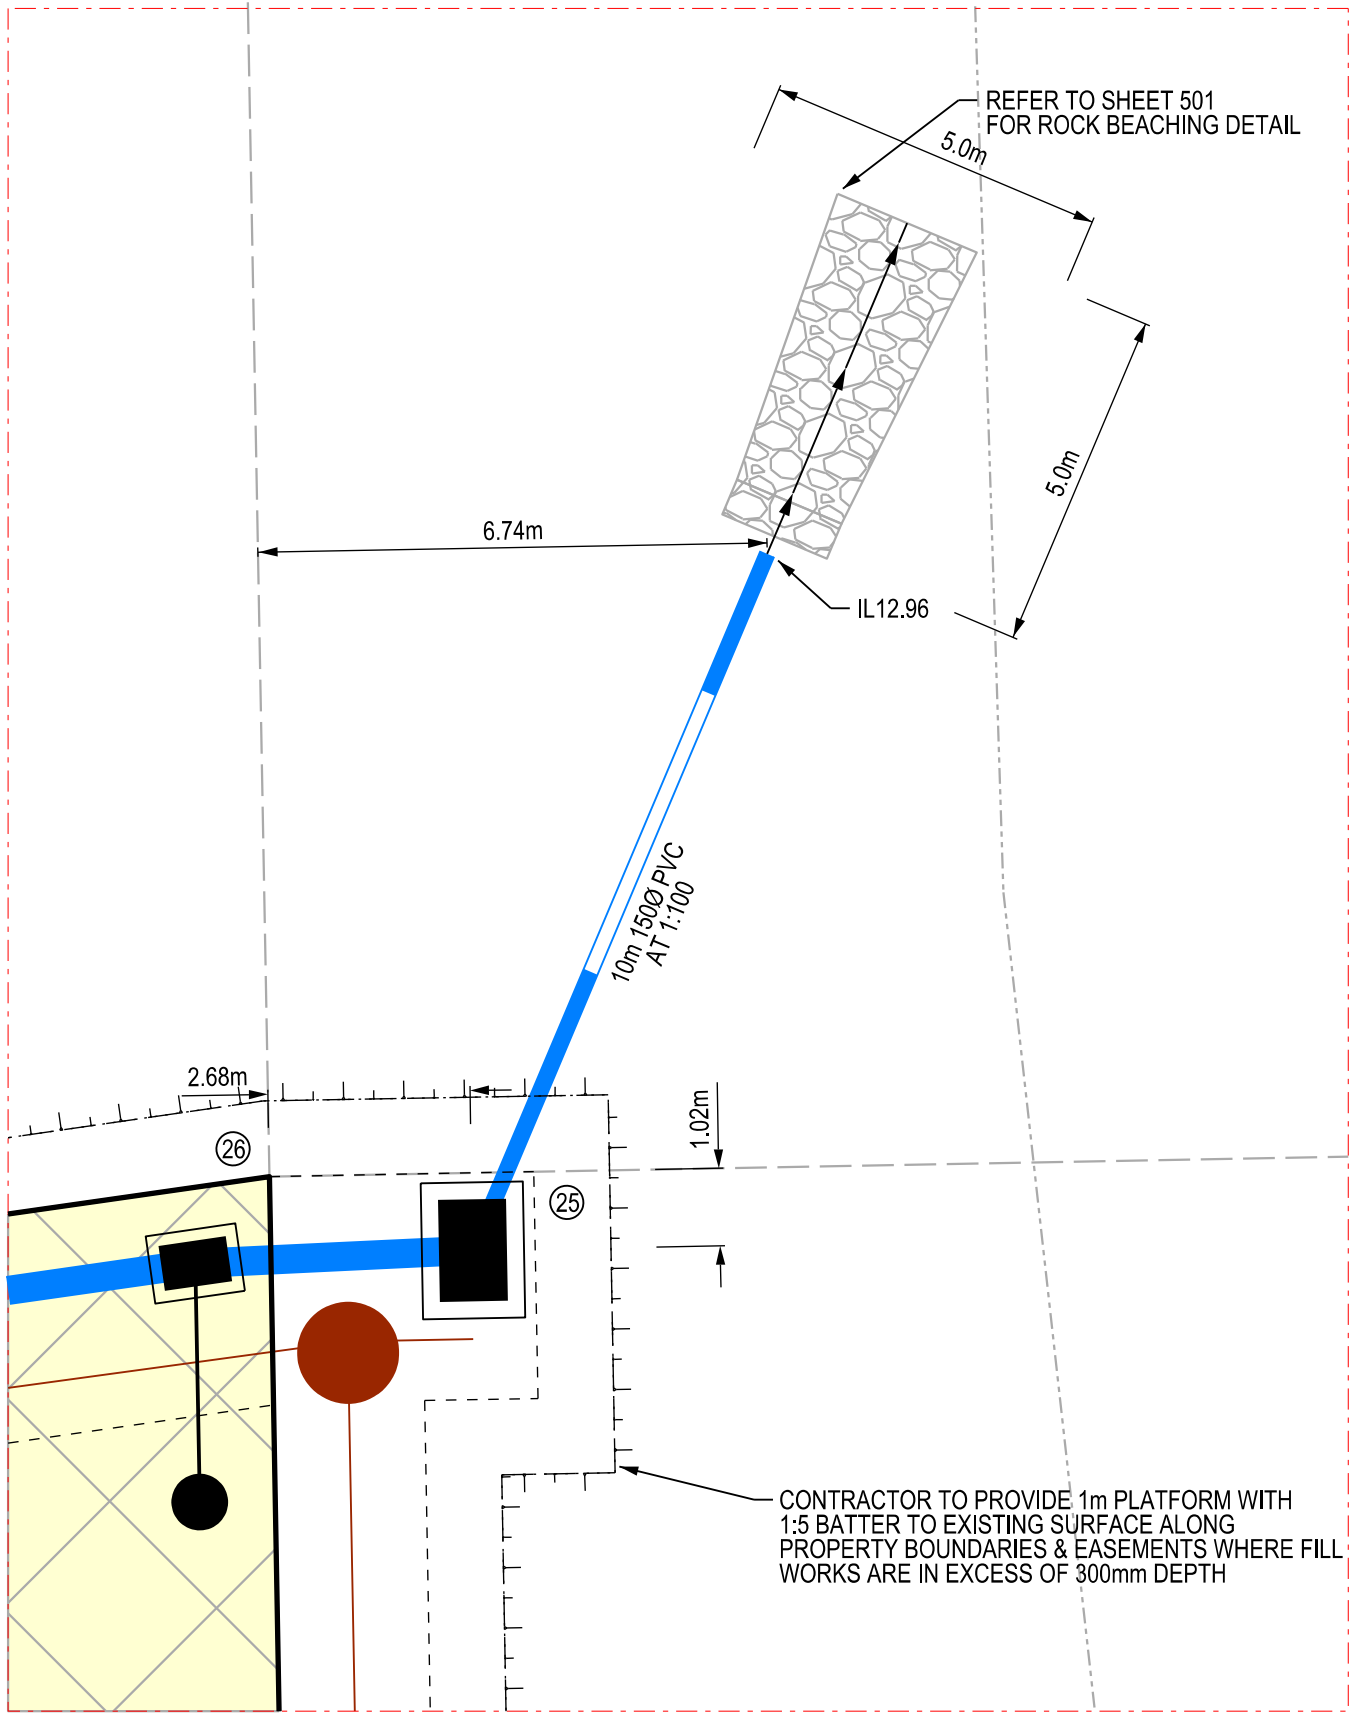 REFER TO SHEET 501
FOR ROCK BEACHING DETAIL
5.0m
5.0m
6.74m
IL12.96
10m 150Ø PVC
AT 1:100
2.68m
1.02m
26
25
CONTRACTOR TO PROVIDE 1m PLATFORM WITH
1:5 BATTER TO EXISTING SURFACE ALONG
PROPERTY BOUNDARIES & EASEMENTS WHERE FILL
WORKS ARE IN EXCESS OF 300mm DEPTH